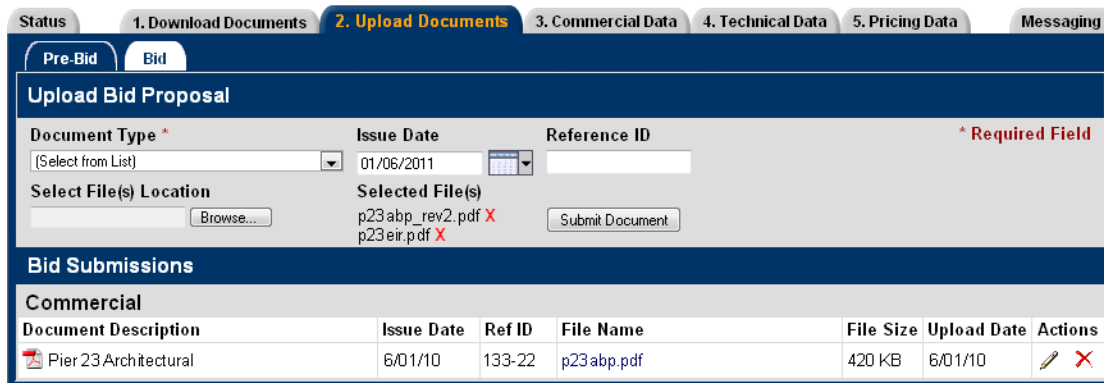 Status 1. Download Documents 2. Upload Documents 3. Commercial Data 4. Technical Data 5. Pricing Data Messaging
Pre-Bid Bid
Upload Bid Proposal
Document Type * Issue Date Reference ID * Required Field
(Select from List) 01/06/2011
Select File(s) Location Selected File(s)
Browse... p23abp_rev2.pdf X Submit Document
p23eir.pdf X
Bid Submissions
Commercial
Document Description Issue Date Ref ID File Name File Size Upload Date Actions
Pier 23 Architectural 6/01/10 133-22 p23abp.pdf 420 KB 6/01/10